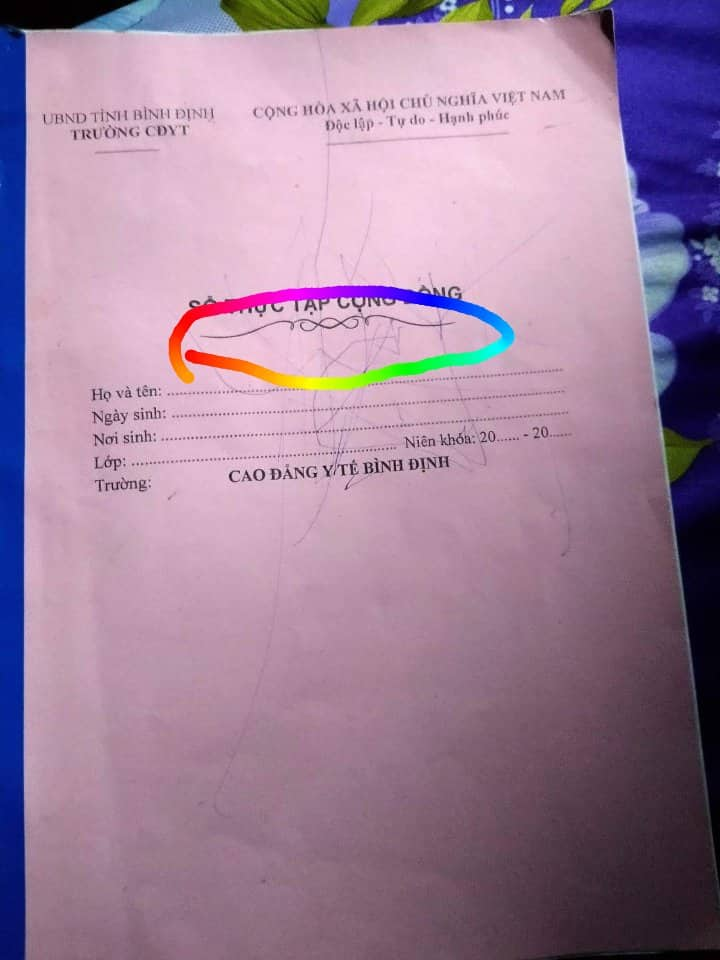 UBND TỈNH BÌNH ĐỊNH
TRƯỜNG CĐYT
CỘNG HÒA XÃ HỘI CHỦ NGHĨA VIỆT NAM
Độc lập - Tự do - Hạnh phúc
SỔ THỰC TẬP CỘNG ĐỒNG
Họ và tên:
Ngày sinh:
Nơi sinh:
Lớp: Niên khóa: 20...... - 20......
Trường: CAO ĐẲNG Y TẾ BÌNH ĐỊNH